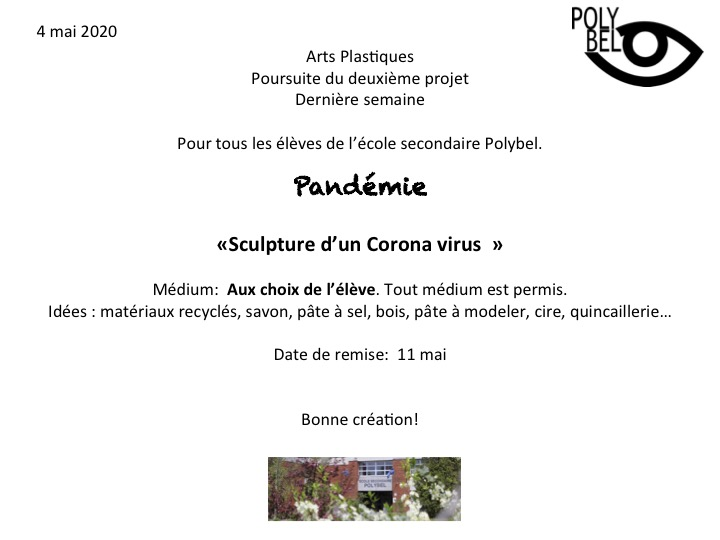 4 mai 2020
POLY
BEL
Arts Plastiques
Poursuite du deuxième projet
Dernière semaine
Pour tous les élèves de l'école secondaire Polybel.
Pandémie
«Sculpture d'un Corona virus  »
Médium:  Aux choix de l'élève. Tout médium est permis.
Idées : matériaux recyclés, savon, pâte à sel, bois, pâte à modeler, cire, quincaillerie…
Date de remise:  11 mai
Bonne création!
ÉCOLE SECONDAIRE
POLYBEL